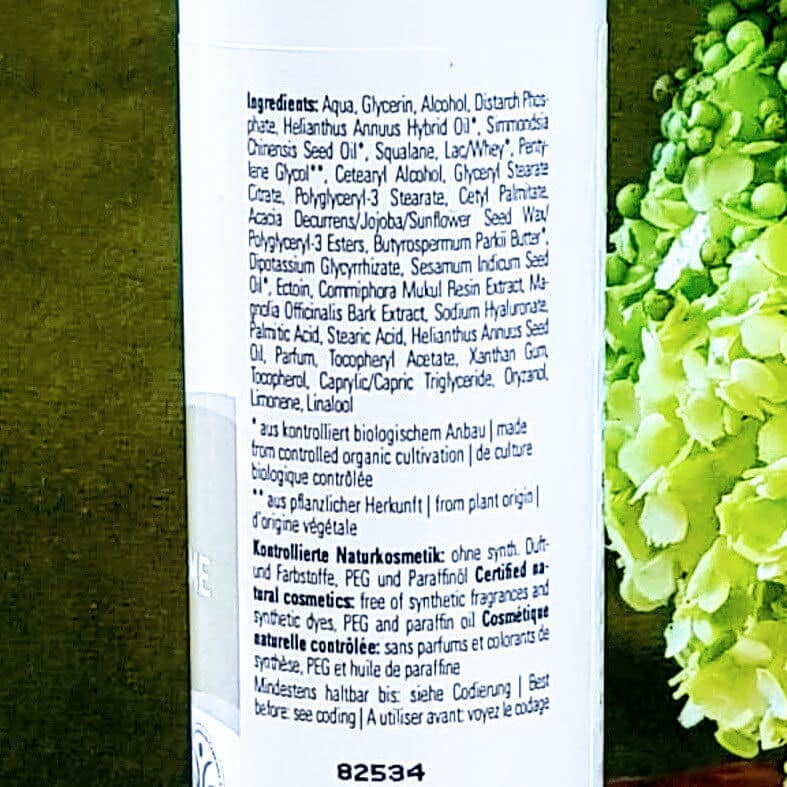 Ingredients: Aqua, Glycerin, Alcohol, Distarch Phos-
phate, Helianthus Annuus Hybrid Oil*, Simmondsia
Chinensis Seed Oil*, Squalane, Lac/Whey*, Penty-
lene Glycol**, Cetearyl Alcohol, Glyceryl Stearate
Citrate, Polyglyceryl-3 Stearate, Cetyl Palmitate,
Acacia Decurrens/Jojoba/Sunflower Seed Wax/
Polyglyceryl-3 Esters, Butyrospermum Parkii Butter*,
Dipotassium Glycyrrhizate, Sesamum Indicum Seed
Oil*, Ectoin, Commiphora Mukul Resin Extract, Ma-
gnolia Officinalis Bark Extract, Sodium Hyaluronate,
Palmitic Acid, Stearic Acid, Helianthus Annuus Seed
Oil, Parfum, Tocopheryl Acetate, Xanthan Gum,
Tocopherol, Caprylic/Capric Triglyceride, Oryzanol,
Limonene, Linalool
* aus kontrolliert biologischem Anbau | made
from controlled organic cultivation | de culture
biologique contrôlée
** aus pflanzlicher Herkunft | from plant origin |
d'origine végétale
Kontrollierte Naturkosmetik: ohne synth. Duft-
und Farbstoffe, PEG und Paraffinöl Certified na-
tural cosmetics: free of synthetic fragrances and
synthetic dyes, PEG and paraffin oil Cosmétique
naturelle contrôlée: sans parfums et colorants de
synthèse, PEG et huile de paraffine
Mindestens haltbar bis: siehe Codierung | Best
before: see coding | A utiliser avant: voyez le codage
82534